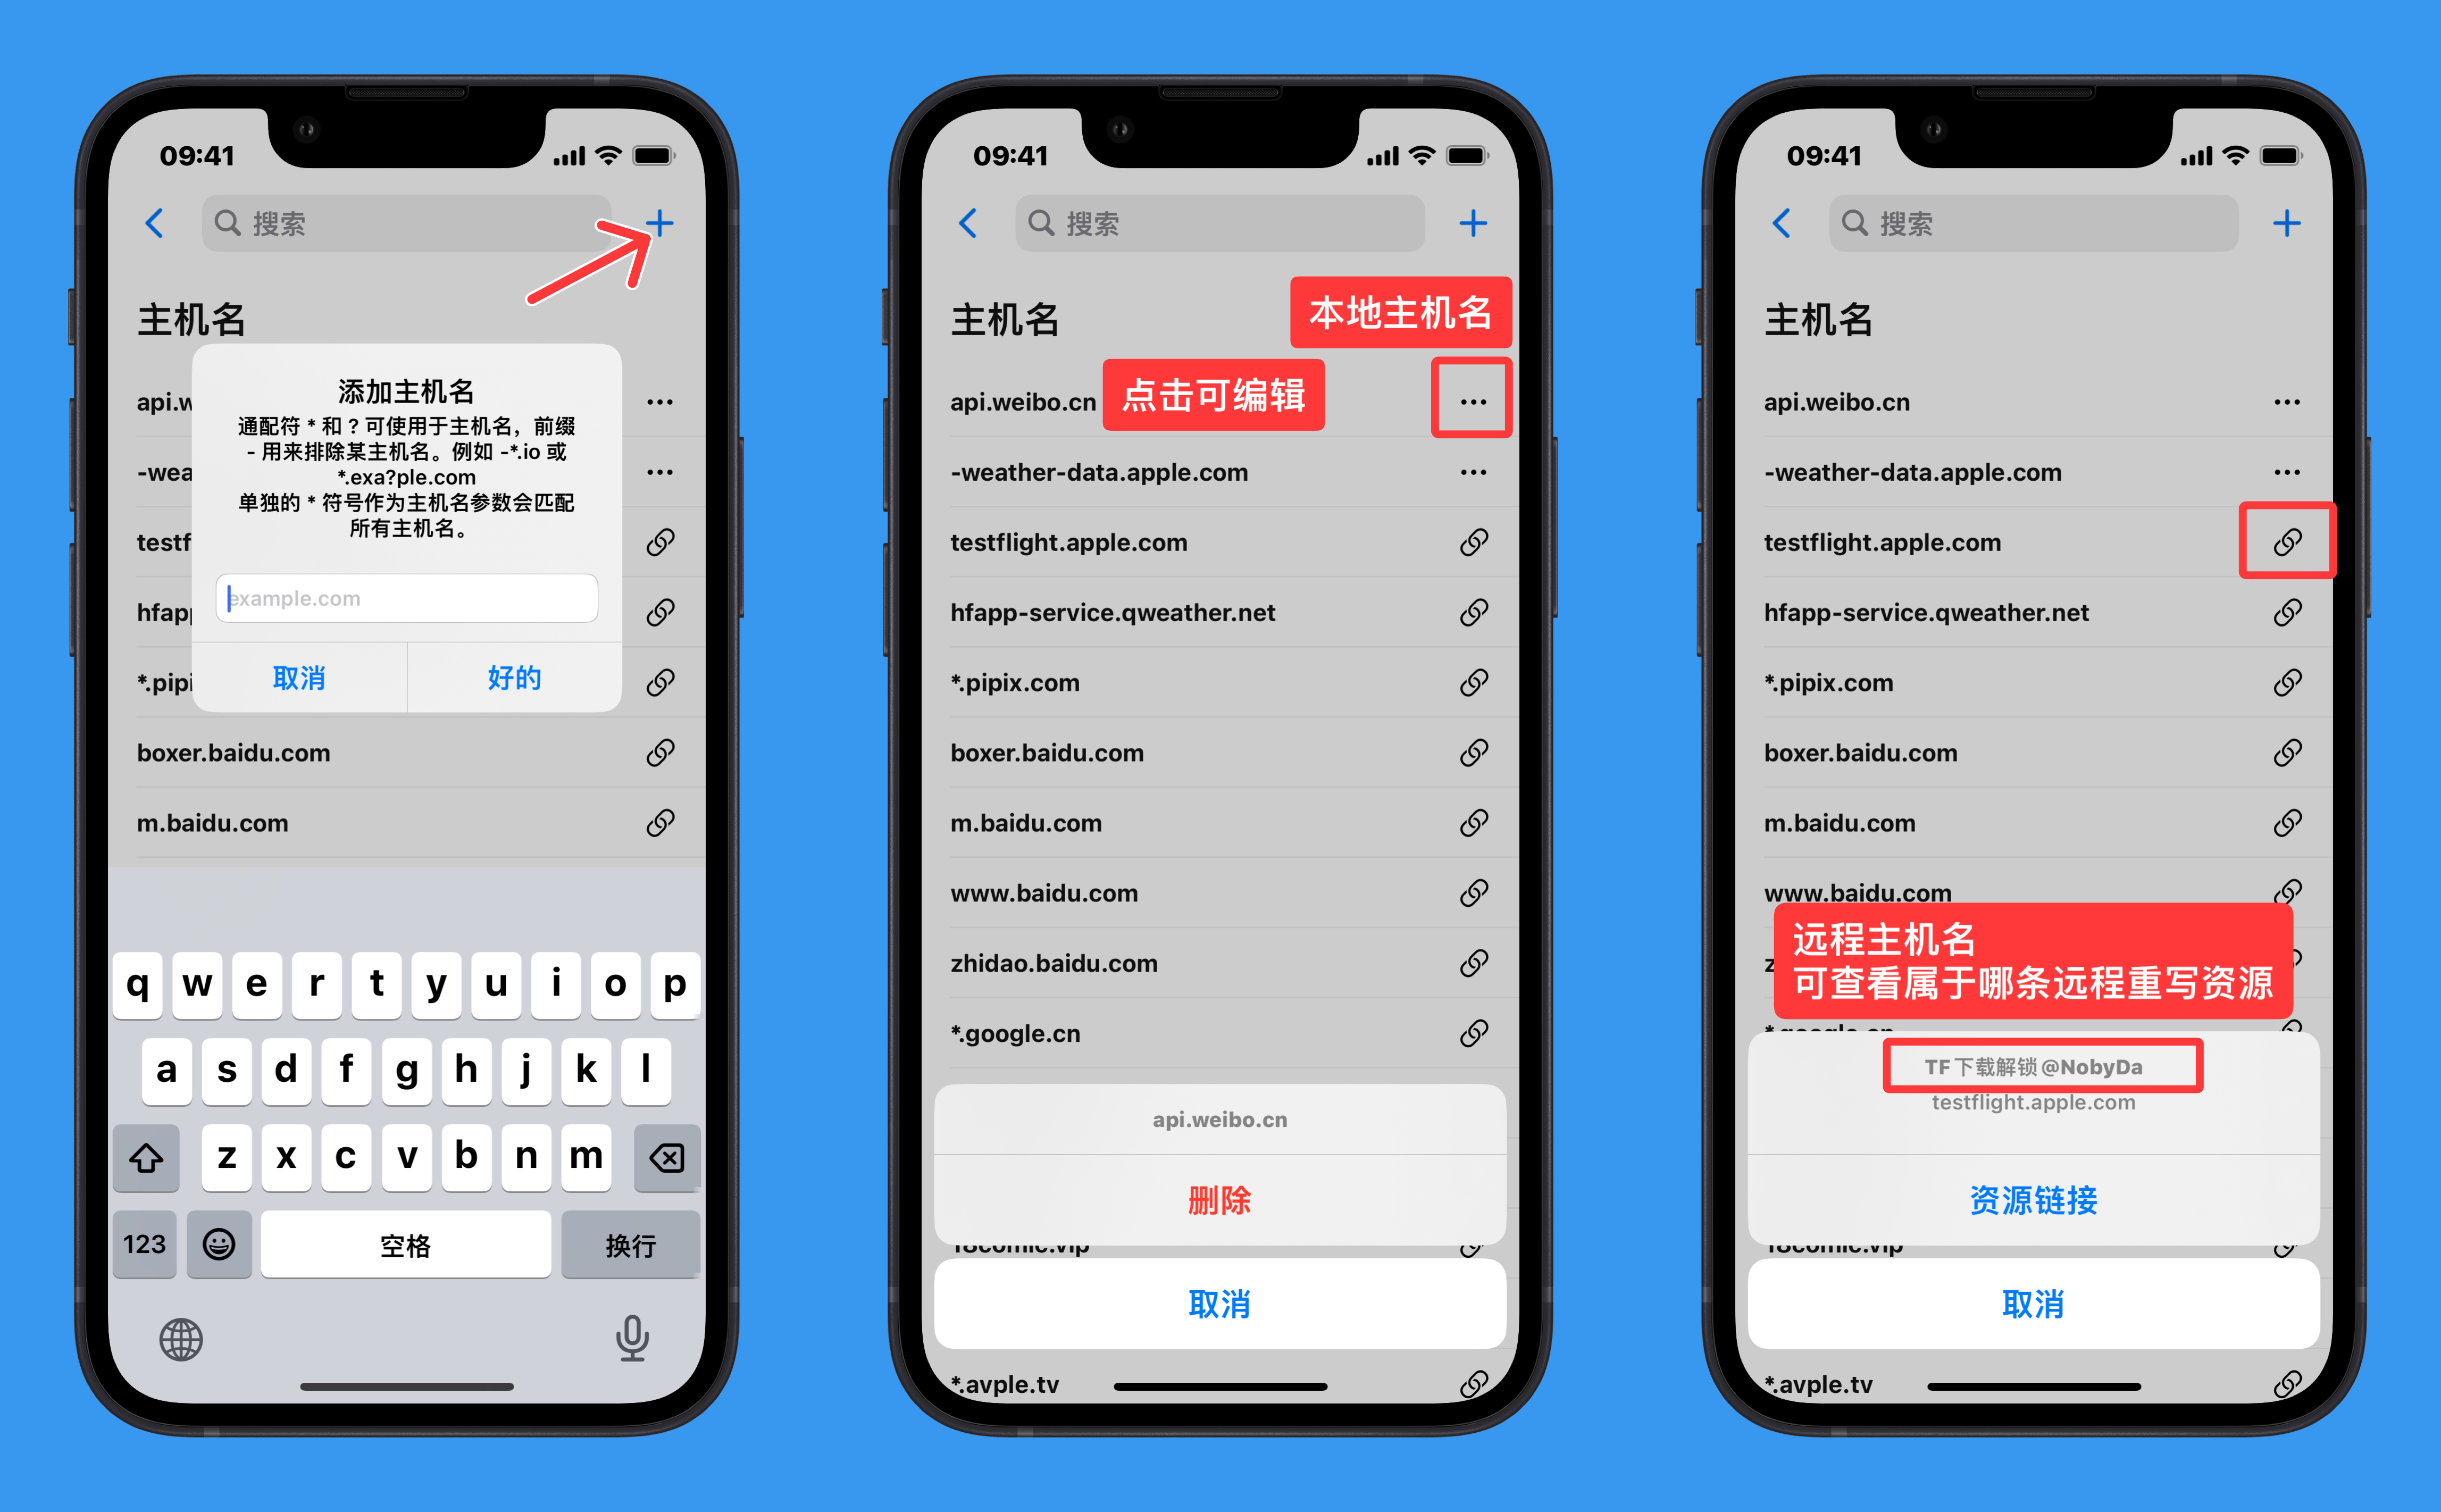 09:41
搜索
主机名
api.w
添加主机名
通配符 * 和 ? 可使用于主机名，前缀
- 用来排除某主机名。例如 -*.io 或
*.exa?ple.com
单独的 * 符号作为主机名参数会匹配
所有主机名。
-wea
testf
example.com
hfapp
取消
好的
*.pipi
boxer.baidu.com
m.baidu.com
q w e r t y u i o p
a s d f g h j k l
z x c v b n m
123
空格
换行
09:41
搜索
主机名
本地主机名
api.weibo.cn
点击可编辑
-weather-data.apple.com
testflight.apple.com
hfapp-service.qweather.net
*.pipix.com
boxer.baidu.com
m.baidu.com
www.baidu.com
zhidao.baidu.com
*.google.cn
api.weibo.cn
删除
18comic.vip
取消
*.avple.tv
09:41
搜索
主机名
api.weibo.cn
-weather-data.apple.com
testflight.apple.com
hfapp-service.qweather.net
*.pipix.com
boxer.baidu.com
m.baidu.com
www.baidu.com
远程主机名
可查看属于哪条远程重写资源
z
*.google.cn
TF 下载解锁@NobyDa
testflight.apple.com
资源链接
18comic.vip
取消
*.avple.tv